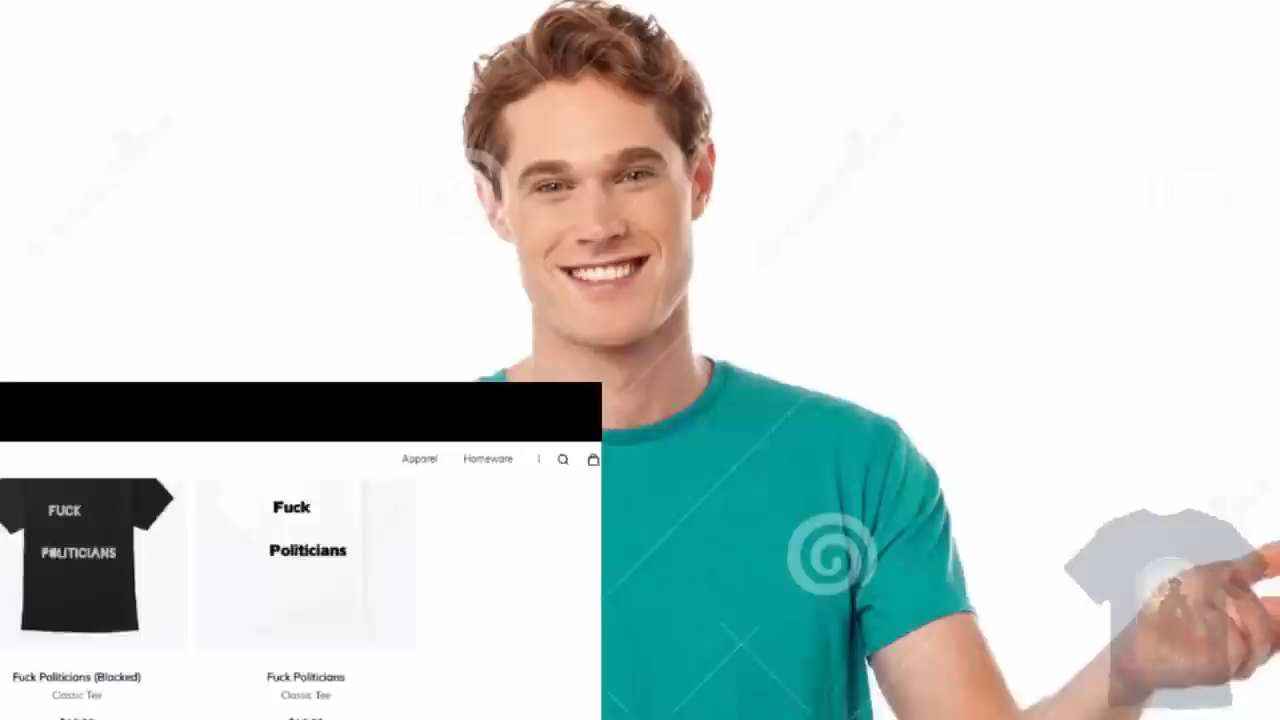 Apparel Homeware |
FUCK
POLITICIANS
Fuck
Politicians
Fuck Politicians (Blacked)
Classic Tee
Fuck Politicians
Classic Tee